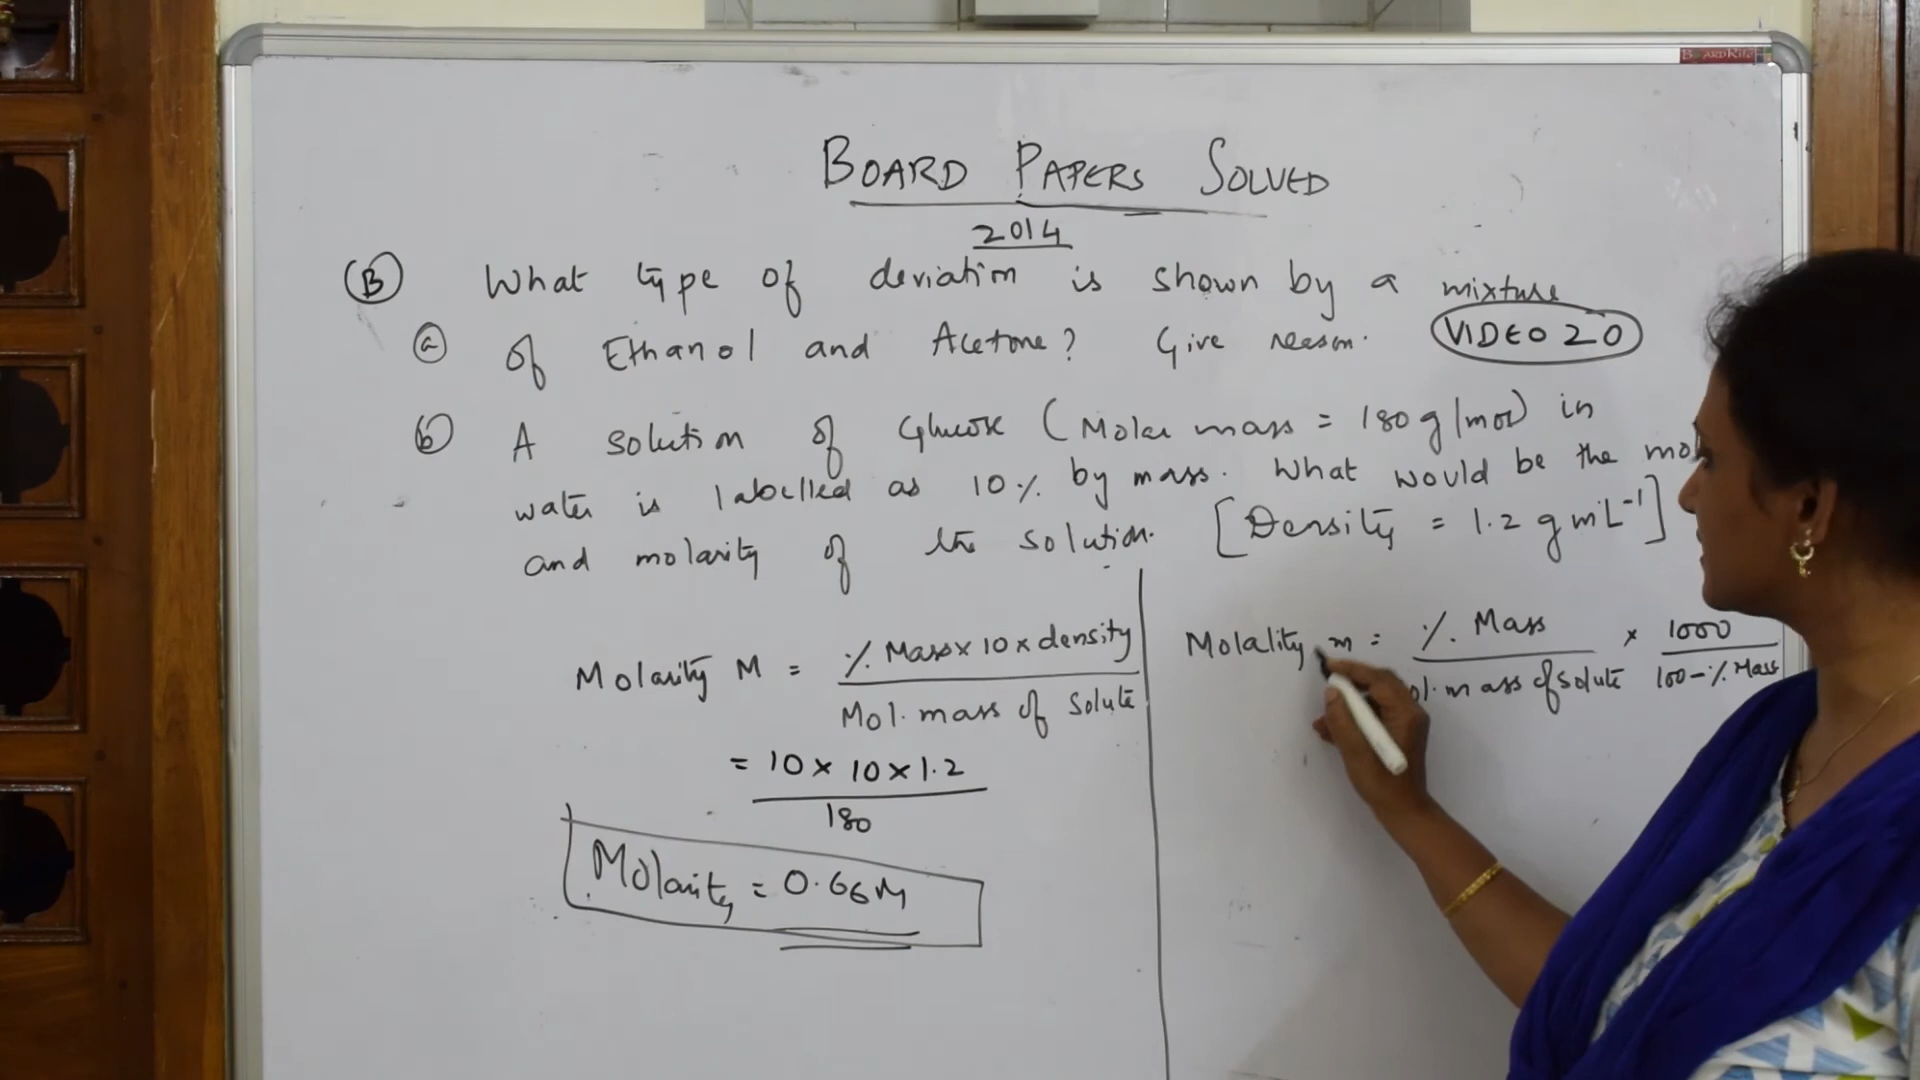 BOARDRITE
BOARD PAPERS SOLVED
2014
(B) What type of deviation is shown by a mixture
(a) of Ethanol and Acetone? Give reason. VIDEO 20
(b) A solution of Glucose (Molar mass = 180 g/mol) in
water is labelled as 10% by mass. What would be the mol
and molarity of the solution. [Density = 1.2 g mL⁻¹]
Molarity M = % Mass x 10 x density / Mol. mass of solute
= 10 x 10 x 1.2 / 180
Molarity = 0.66M
Molality m = % Mass / ol. mass of solute x 1000 / 100 - % Mass